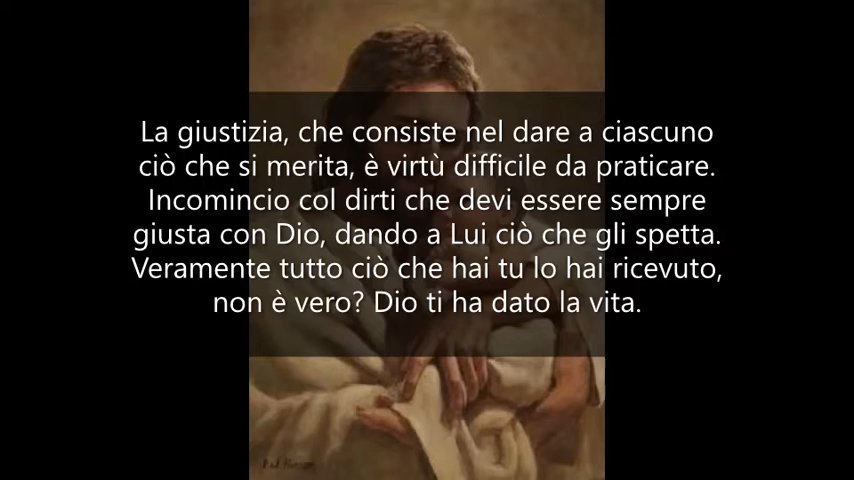 La giustizia, che consiste nel dare a ciascuno
ciò che si merita, è virtù difficile da praticare.
Incomincio col dirti che devi essere sempre
giusta con Dio, dando a Lui ciò che gli spetta.
Veramente tutto ciò che hai tu lo hai ricevuto,
non è vero? Dio ti ha dato la vita.